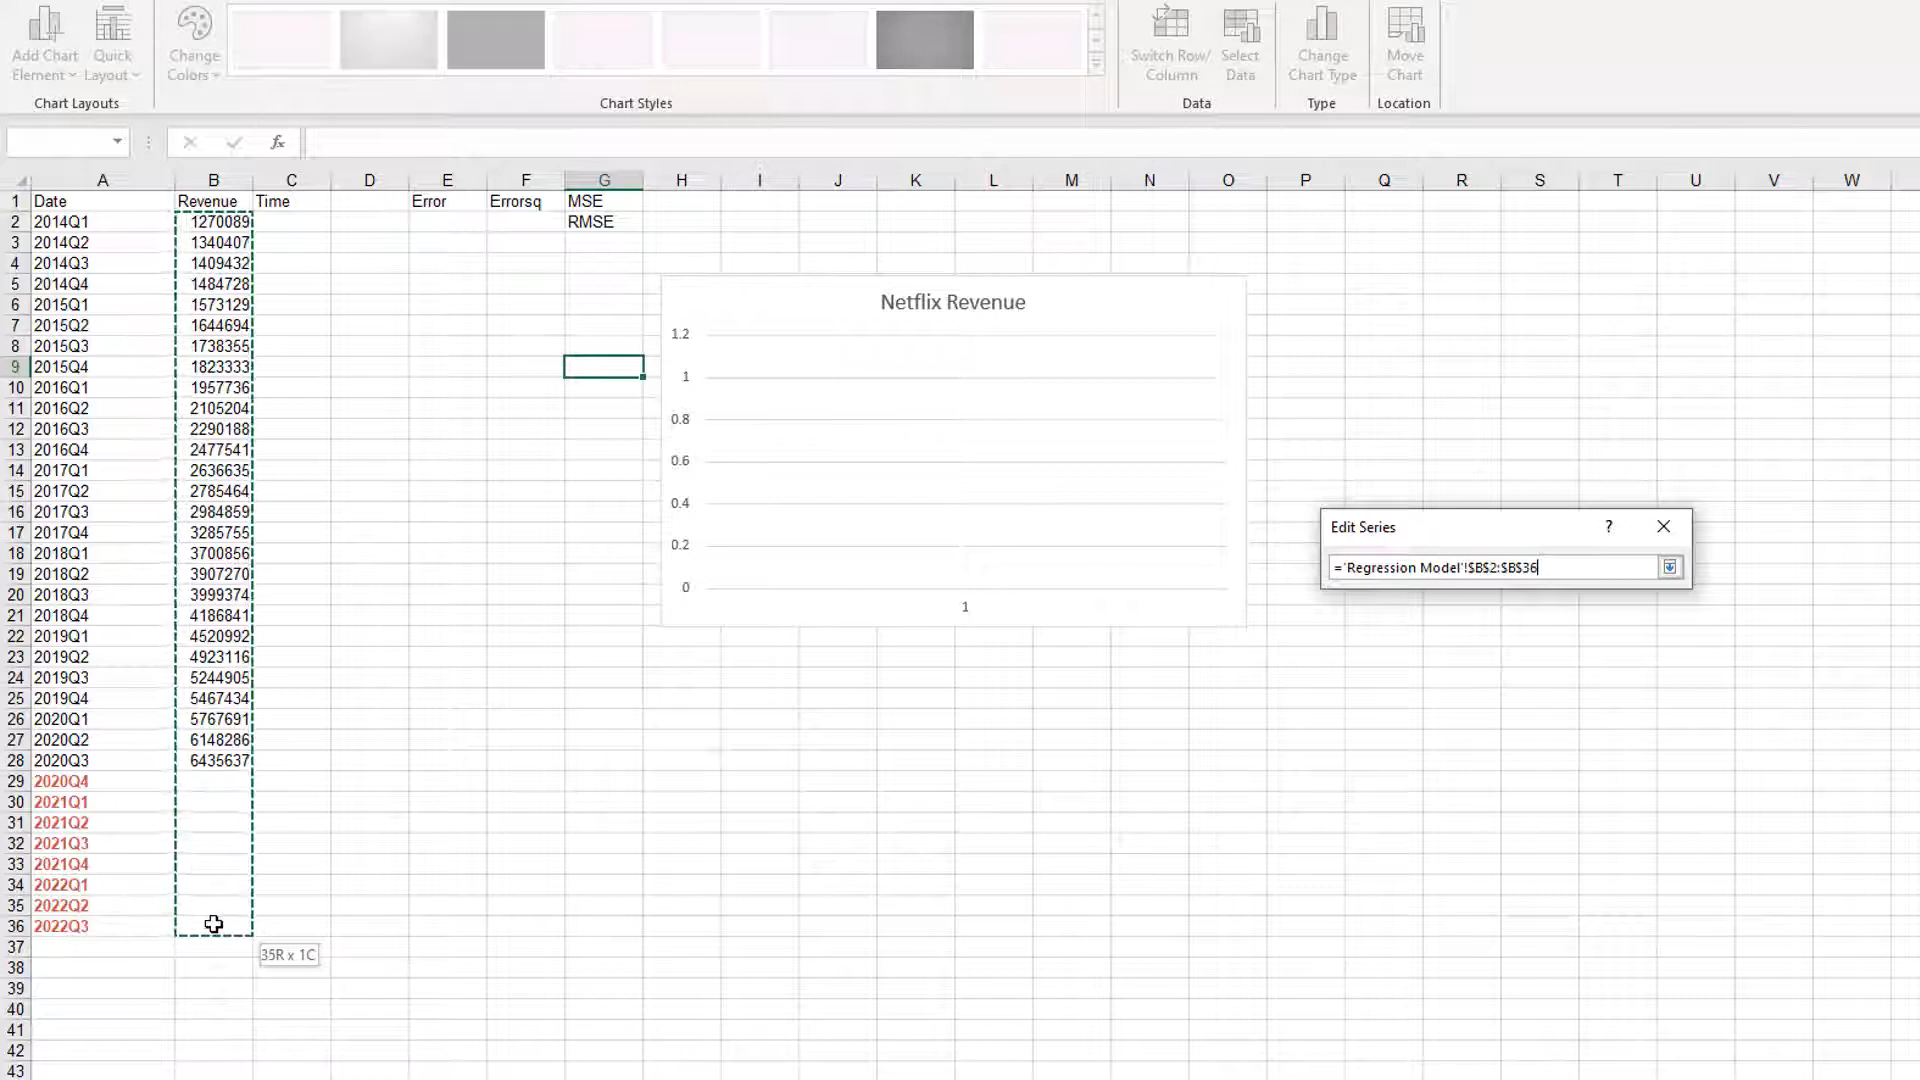 Add Chart Element
Quick Layout
Change Colors
Switch Row/ Column
Select Data
Change Chart Type
Move Chart
Chart Layouts
Chart Styles
Data
Type
Location
fx
A B C D E F G H I J K L M N O P Q R S T U V W
1 Date Revenue Time Error Errorsq MSE
2 2014Q1 1270089 RMSE
3 2014Q2 1340407
4 2014Q3 1409432
5 2014Q4 1484728
6 2015Q1 1573129
7 2015Q2 1644694
8 2015Q3 1738355
9 2015Q4 1823333
10 2016Q1 1957736
11 2016Q2 2105204
12 2016Q3 2290188
13 2016Q4 2477541
14 2017Q1 2636635
15 2017Q2 2785464
16 2017Q3 2984859
17 2017Q4 3285755
18 2018Q1 3700856
19 2018Q2 3907270
20 2018Q3 3999374
21 2018Q4 4186841
22 2019Q1 4520992
23 2019Q2 4923116
24 2019Q3 5244905
25 2019Q4 5467434
26 2020Q1 5767691
27 2020Q2 6148286
28 2020Q3 6435637
29 2020Q4
30 2021Q1
31 2021Q2
32 2021Q3
33 2021Q4
34 2022Q1
35 2022Q2
36 2022Q3
37
38
39
40
41
42
43
35R x 1C
Netflix Revenue
1.2
1
0.8
0.6
0.4
0.2
0
1
Edit Series ?
='Regression Model'!$B$2:$B$36